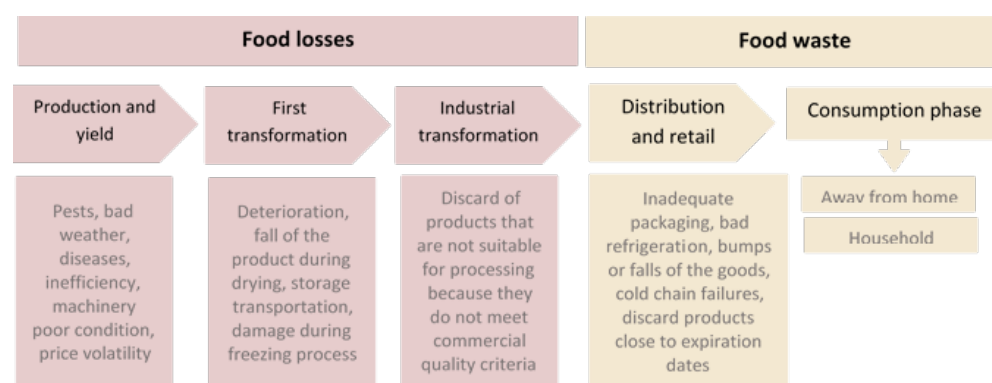 Food losses
Food waste
Production and
yield
First
transformation
Industrial
transformation
Distribution
and retail
Consumption phase
Pests, bad
weather,
diseases,
inefficiency,
machinery
poor condition,
price volatility
Deterioration,
fall of the
product during
drying, storage
transportation,
damage during
freezing process
Discard of
products that
are not suitable
for processing
because they
do not meet
commercial
quality criteria
Inadequate
packaging, bad
refrigeration, bumps
or falls of the goods,
cold chain failures,
discard products
close to expiration
dates
Away from home
Household